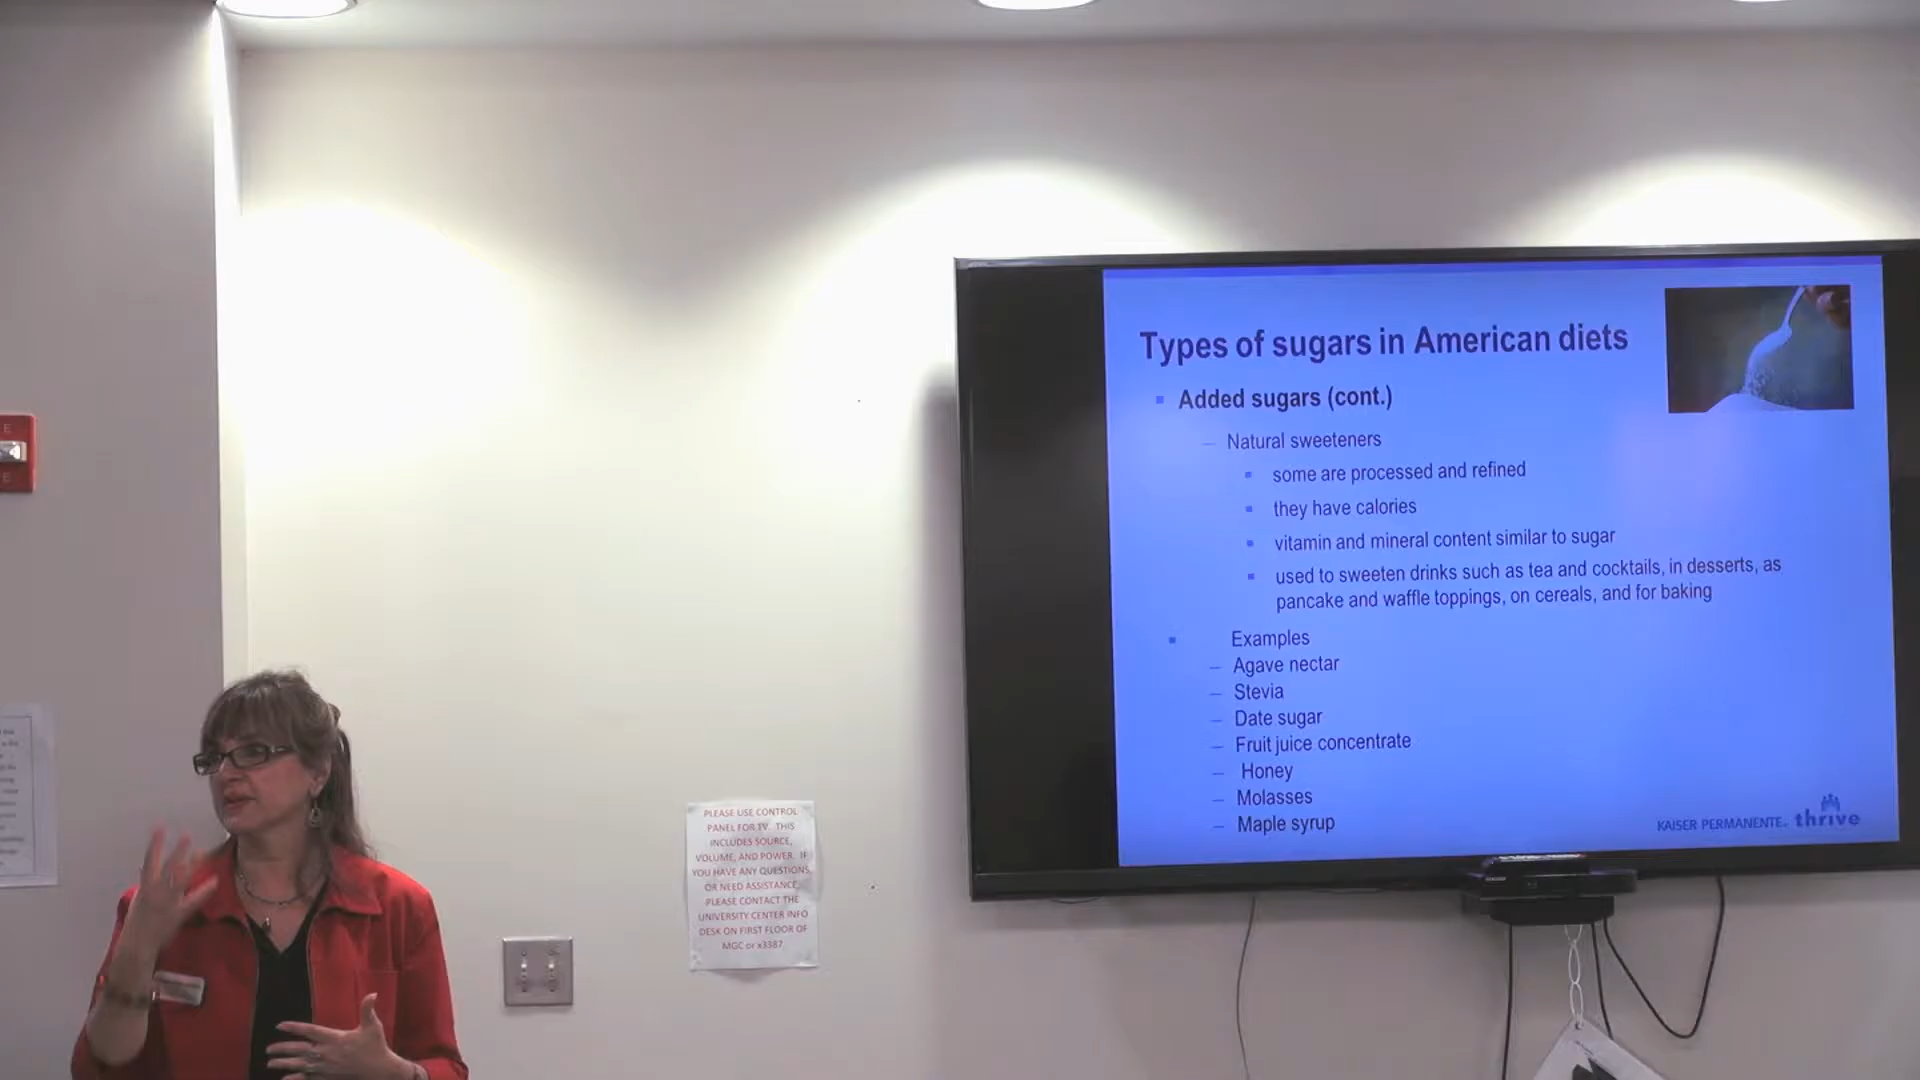 Types of sugars in American diets
Added sugars (cont.)
Natural sweeteners
some are processed and refined
they have calories
vitamin and mineral content similar to sugar
used to sweeten drinks such as tea and cocktails, in desserts, as
pancake and waffle toppings, on cereals, and for baking
Examples
Agave nectar
Stevia
Date sugar
Fruit juice concentrate
Honey
Molasses
Maple syrup
KAISER PERMANENTE. thrive
PLEASE USE CONTROL
PANEL FOR TV. THIS
INCLUDES SOURCE,
VOLUME, AND POWER. IF
YOU HAVE ANY QUESTIONS
OR NEED ASSISTANCE,
PLEASE CONTACT THE
UNIVERSITY CENTER INFO
DESK ON FIRST FLOOR OF
MGC or x3387.